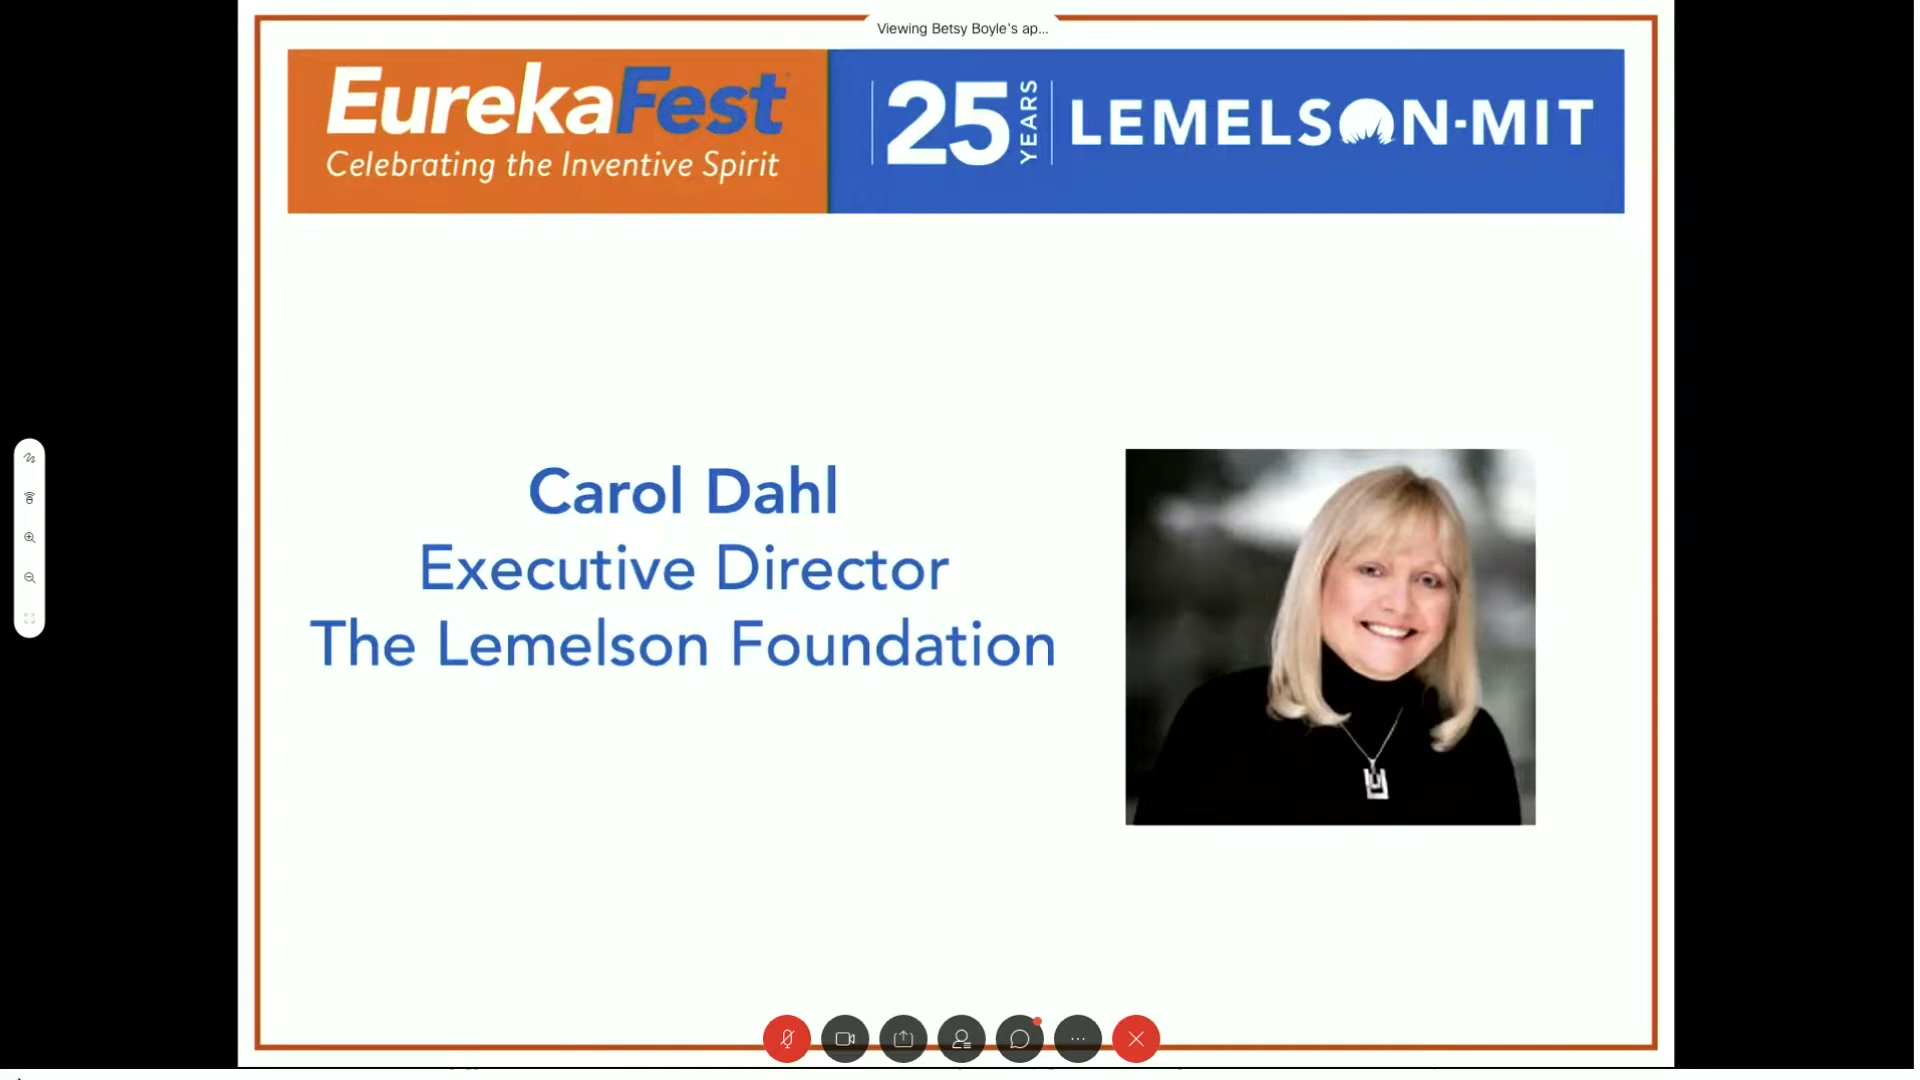 Viewing Betsy Boyle's ap...
EurekaFest
Celebrating the Inventive Spirit
25 YEARS
LEMELSON-MIT
Carol Dahl
Executive Director
The Lemelson Foundation